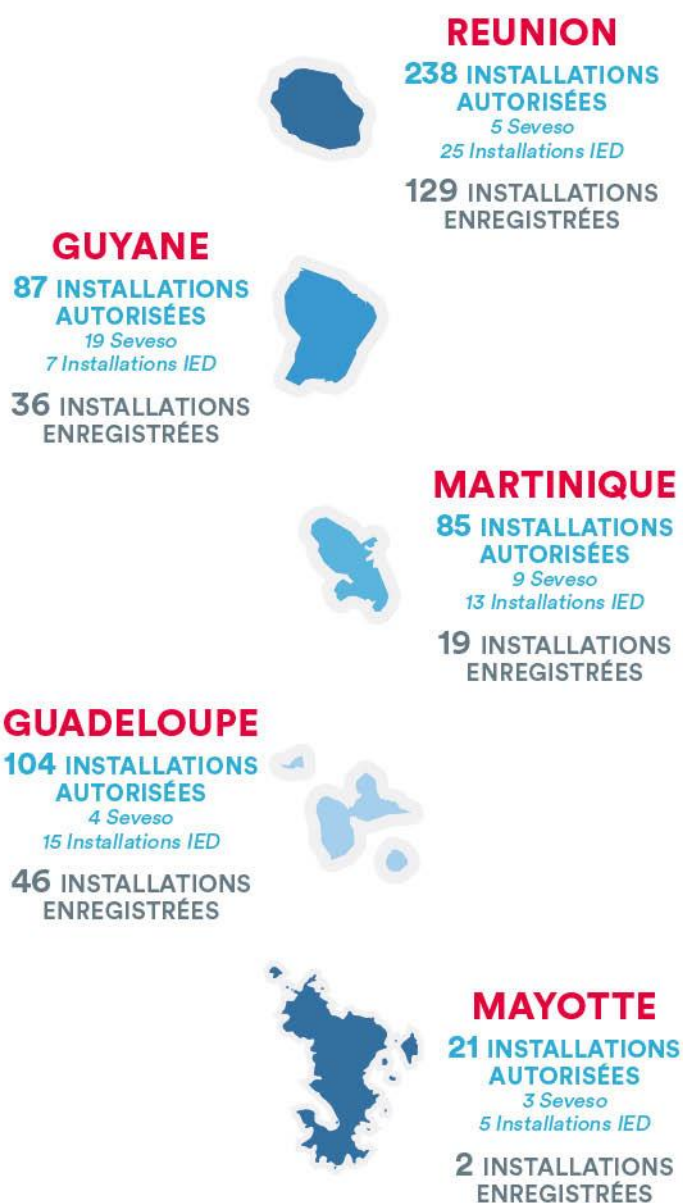 REUNION
238 INSTALLATIONS
AUTORISÉES
5 Seveso
25 Installations IED
129 INSTALLATIONS
ENREGISTRÉES
GUYANE
87 INSTALLATIONS
AUTORISÉES
19 Seveso
7 Installations IED
36 INSTALLATIONS
ENREGISTRÉES
MARTINIQUE
85 INSTALLATIONS
AUTORISÉES
9 Seveso
13 Installations IED
19 INSTALLATIONS
ENREGISTRÉES
GUADELOUPE
104 INSTALLATIONS
AUTORISÉES
4 Seveso
15 Installations IED
46 INSTALLATIONS
ENREGISTRÉES
MAYOTTE
21 INSTALLATIONS
AUTORISÉES
3 Seveso
5 Installations IED
2 INSTALLATIONS
ENREGISTRÉES